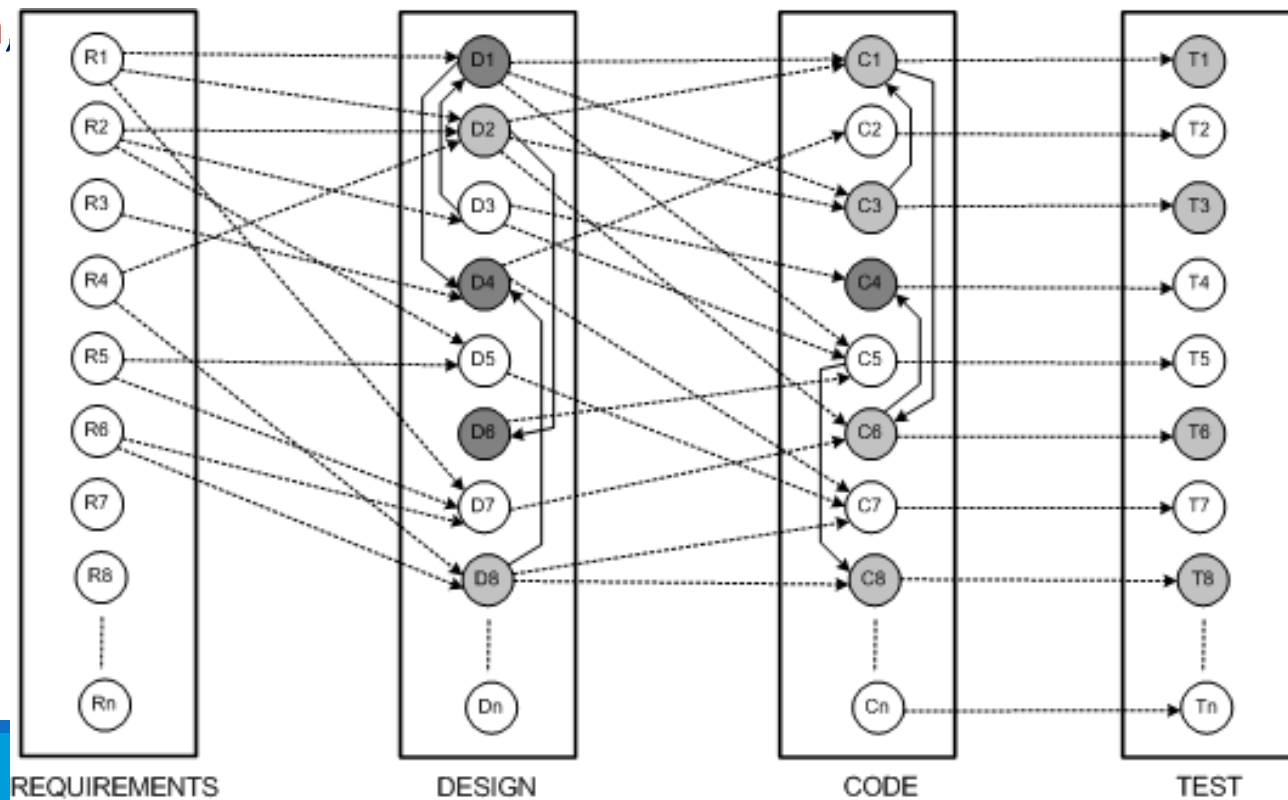 R1 D1 C1 T1
R2 D2 C2 T2
R3 D3 C3 T3
R4 D4 C4 T4
R5 D5 C5 T5
R6 D6 C6 T6
R7 D7 C7 T7
R8 D8 C8 T8
Rn Dn Cn Tn
REQUIREMENTS DESIGN CODE TEST